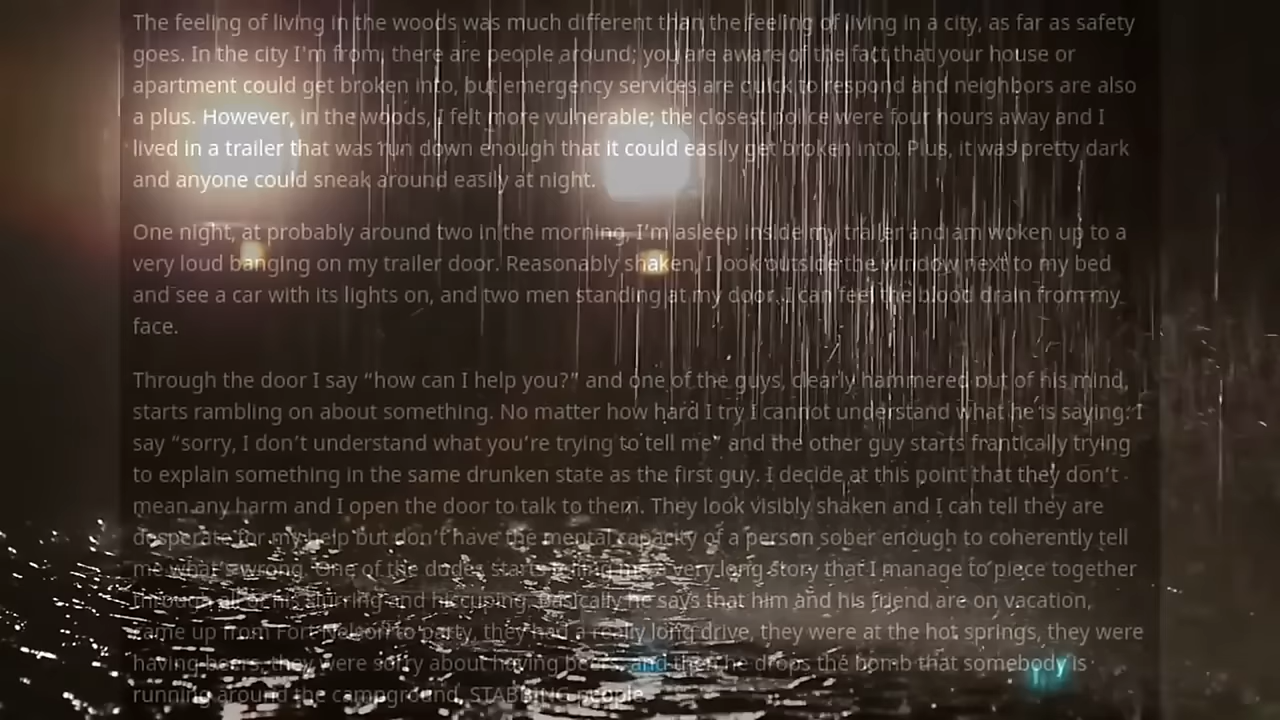 The feeling of living in the woods was much different than the feeling of living in a city, as far as safety
goes. In the city I'm from, there are people around; you are aware of the fact that your house or
apartment could get broken into, but emergency services are quick to respond and neighbors are also
a plus. However, in the woods, I felt more vulnerable; the closest police were four hours away and I
lived in a trailer that was run down enough that it could easily get broken into. Plus, it was pretty dark
and anyone could sneak around easily at night.
One night, at probably around two in the morning, I'm asleep inside my trailer and am woken up to a
very loud banging on my trailer door. Reasonably shaken, I look outside the window next to my bed
and see a car with its lights on, and two men standing at my door. I can feel the blood drain from my
face.
Through the door I say “how can I help you?” and one of the guys, clearly hammered out of his mind,
starts rambling on about something. No matter how hard I try I cannot understand what he is saying. I
say “sorry, I don’t understand what you’re trying to tell me” and the other guy starts frantically trying
to explain something in the same drunken state as the first guy. I decide at this point that they don’t
mean any harm and I open the door to talk to them. They look visibly shaken and I can tell they are
desperate for my help but don’t have the mental capacity of a person sober enough to coherently tell
me what’s wrong. One of the dudes starts telling me a very long story that I manage to piece together
through all of his slurring and hiccuping, basically he says that him and his friend are on vacation,
came up from Fort Nelson to party, they had a really long drive, they were at the hot springs, they were
having beers, they were sorry about having beers, and then he drops the bomb that somebody is
running around the campground, STABBING people.